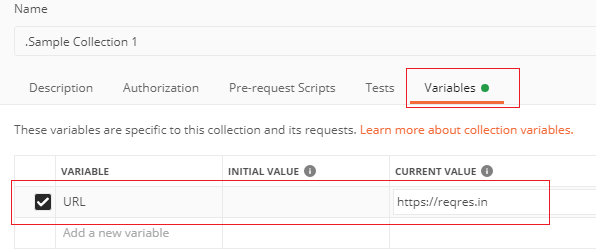 Name
.Sample Collection 1
Description Authorization Pre-request Scripts Tests Variables
These variables are specific to this collection and its requests. Learn more about collection variables.
VARIABLE INITIAL VALUE CURRENT VALUE
URL https://reqres.in
Add a new variable